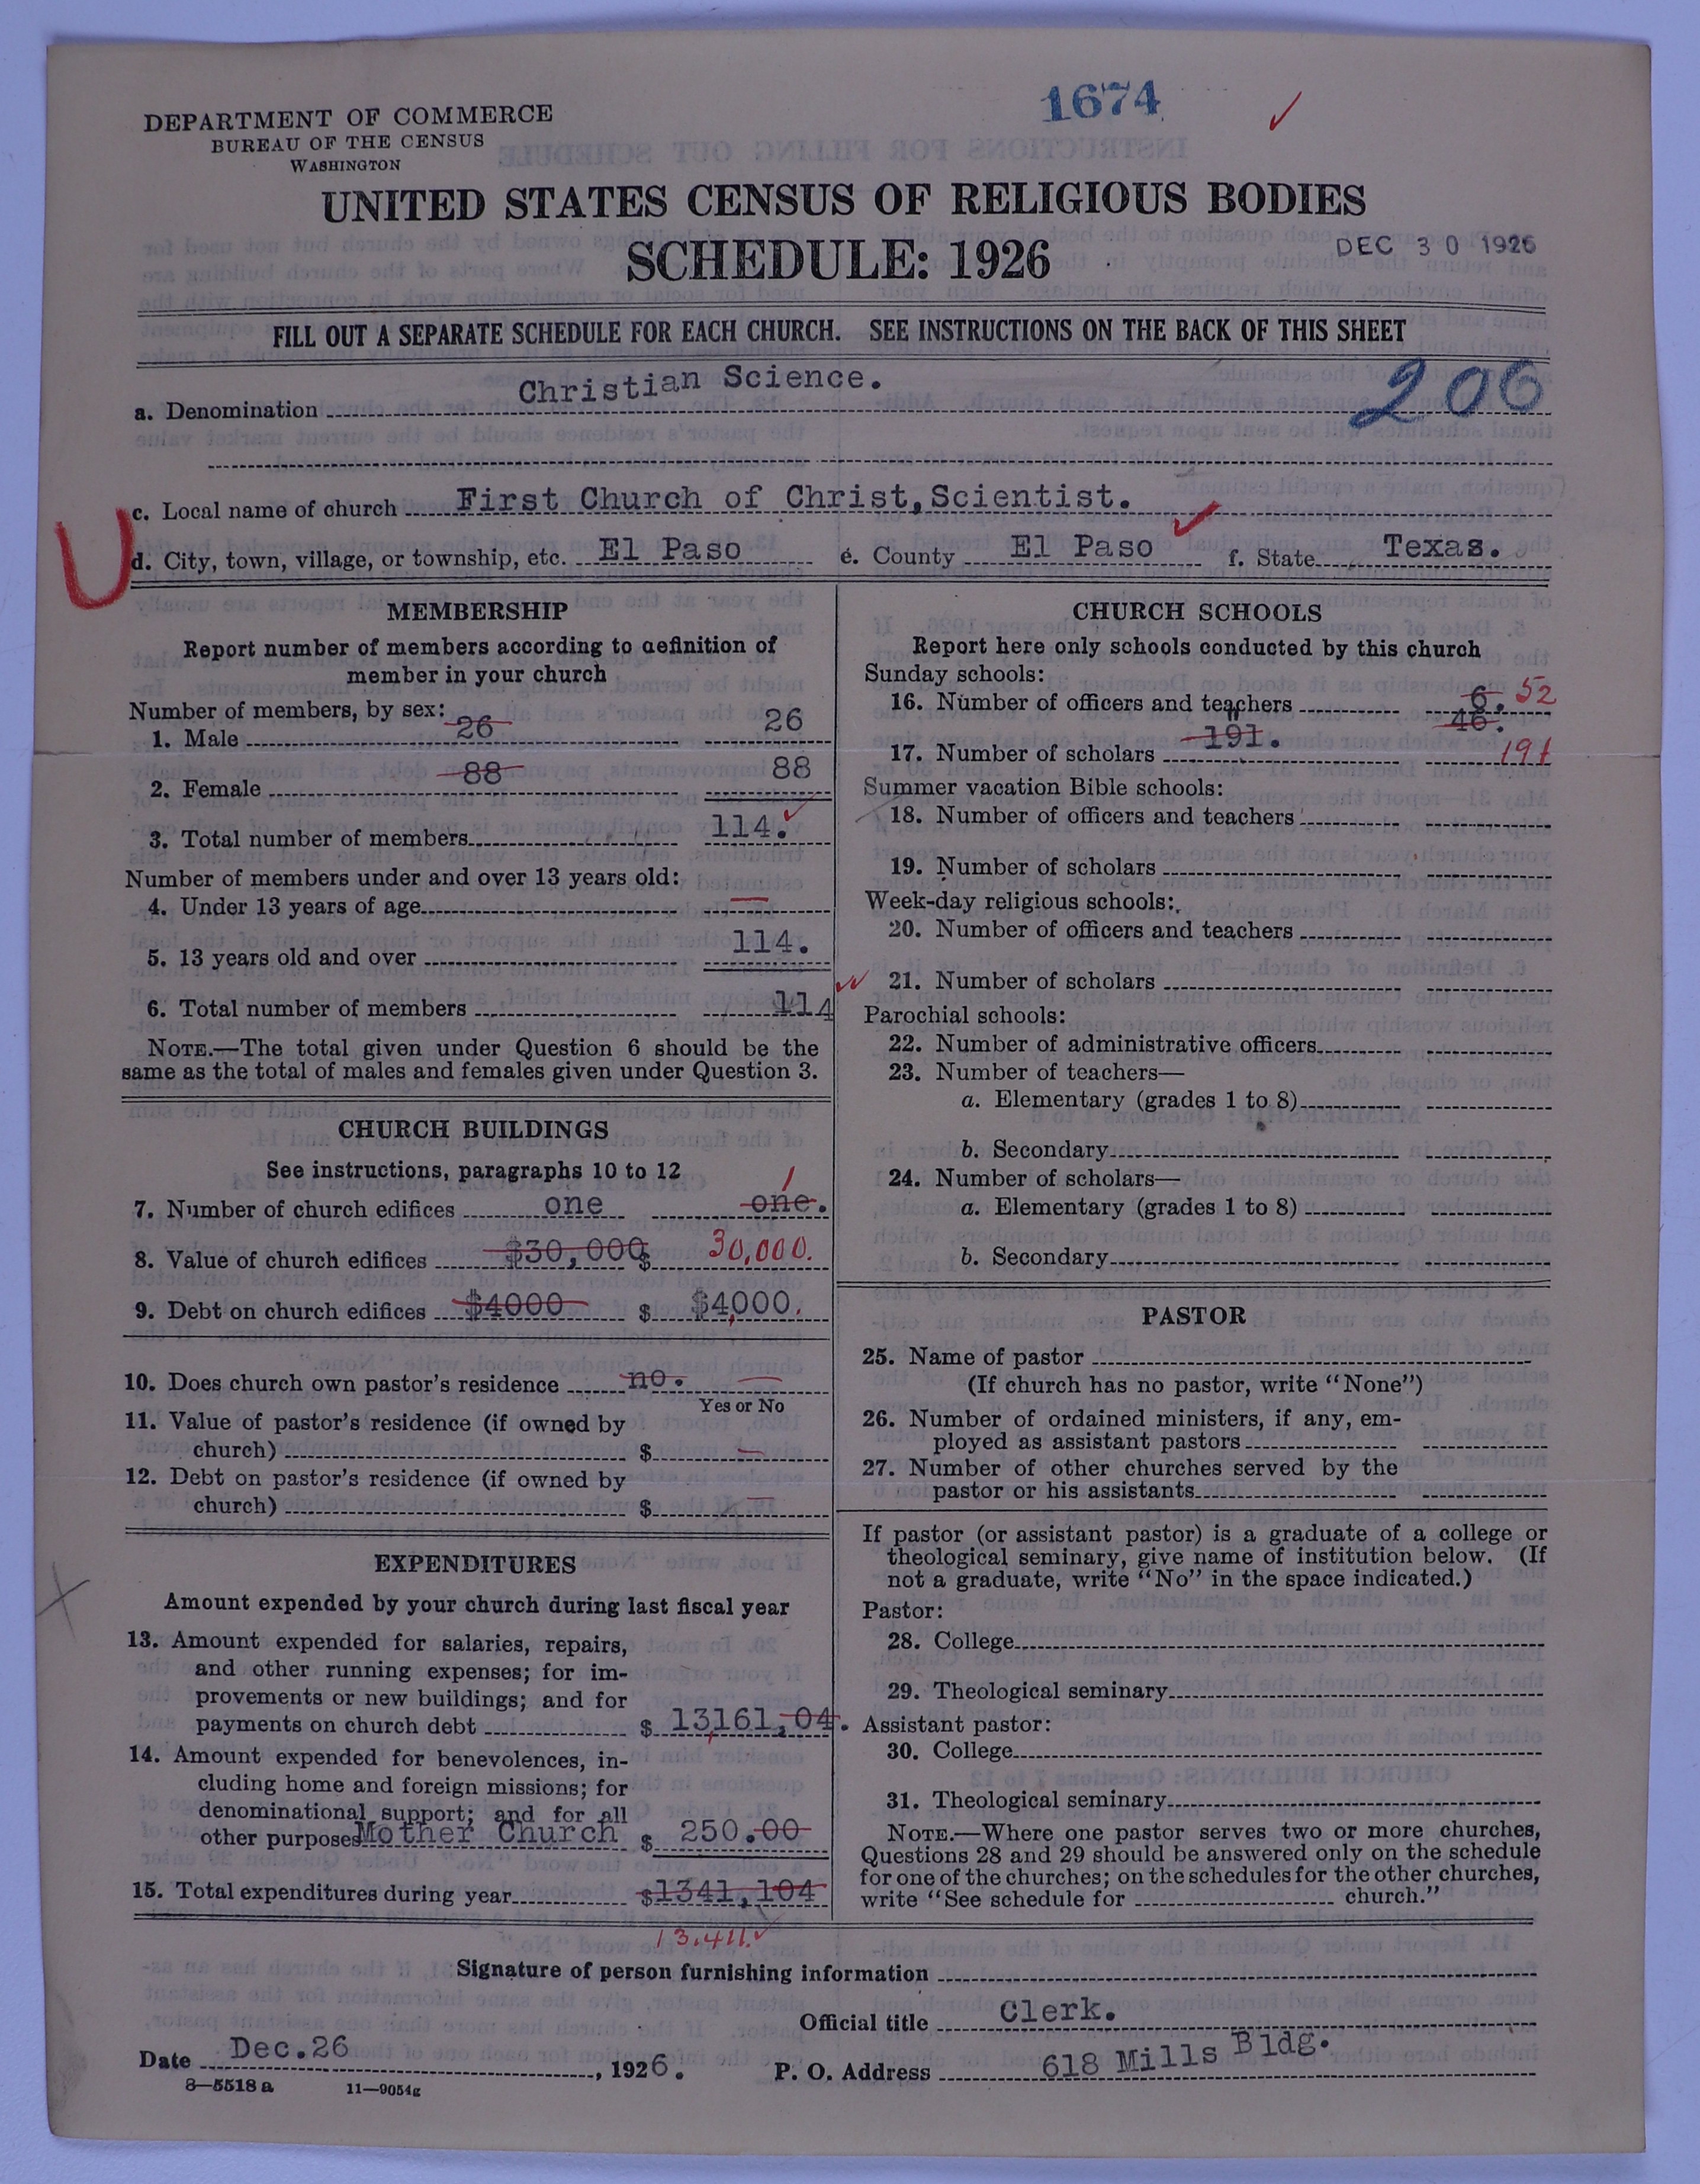 1674
DEPARTMENT OF COMMERCE
BUREAU OF THE CENSUS
WASHINGTON
UNITED STATES CENSUS OF RELIGIOUS BODIES
SCHEDULE: 1926
DEC 30 1926
FILL OUT A SEPARATE SCHEDULE FOR EACH CHURCH. SEE INSTRUCTIONS ON THE BACK OF THIS SHEET
a. Denomination Christian Science. 206
c. Local name of church First Church of Christ, Scientist.
U
d. City, town, village, or township, etc. El Paso e. County El Paso f. State Texas.
MEMBERSHIP
Report number of members according to definition of
member in your church
Number of members, by sex:
1. Male 26 26
2. Female 88 88
3. Total number of members 114.
Number of members under and over 13 years old:
4. Under 13 years of age —
5. 13 years old and over 114.
6. Total number of members 114
NOTE.—The total given under Question 6 should be the
same as the total of males and females given under Question 3.
CHURCH BUILDINGS
See instructions, paragraphs 10 to 12
7. Number of church edifices one one. 1
8. Value of church edifices $30,000 $ 30,000.
9. Debt on church edifices $4000 $ $4,000.
10. Does church own pastor's residence no. —
Yes or No
11. Value of pastor's residence (if owned by
church) $ —
12. Debt on pastor's residence (if owned by
church) $ —
EXPENDITURES
Amount expended by your church during last fiscal year
13. Amount expended for salaries, repairs,
and other running expenses; for im-
provements or new buildings; and for
payments on church debt $ 13,161,04.
14. Amount expended for benevolences, in-
cluding home and foreign missions; for
denominational support; and for all
other purposes Mother Church $ 250.00
15. Total expenditures during year $1341,104
13,411.
CHURCH SCHOOLS
Report here only schools conducted by this church
Sunday schools:
16. Number of officers and teachers 6. 52
" 46.
17. Number of scholars 191. 191
Summer vacation Bible schools:
18. Number of officers and teachers
19. Number of scholars
Week-day religious schools:
20. Number of officers and teachers
21. Number of scholars
Parochial schools:
22. Number of administrative officers
23. Number of teachers—
a. Elementary (grades 1 to 8)
b. Secondary
24. Number of scholars—
a. Elementary (grades 1 to 8)
b. Secondary
PASTOR
25. Name of pastor
(If church has no pastor, write "None")
26. Number of ordained ministers, if any, em-
ployed as assistant pastors
27. Number of other churches served by the
pastor or his assistants
If pastor (or assistant pastor) is a graduate of a college or
theological seminary, give name of institution below. (If
not a graduate, write "No" in the space indicated.)
Pastor:
28. College
29. Theological seminary
Assistant pastor:
30. College
31. Theological seminary
NOTE.—Where one pastor serves two or more churches,
Questions 28 and 29 should be answered only on the schedule
for one of the churches; on the schedules for the other churches,
write "See schedule for church."
Signature of person furnishing information
Official title Clerk.
Date Dec.26, 1926. P. O. Address 618 Mills Bldg.
8—5518 a 11—9054g